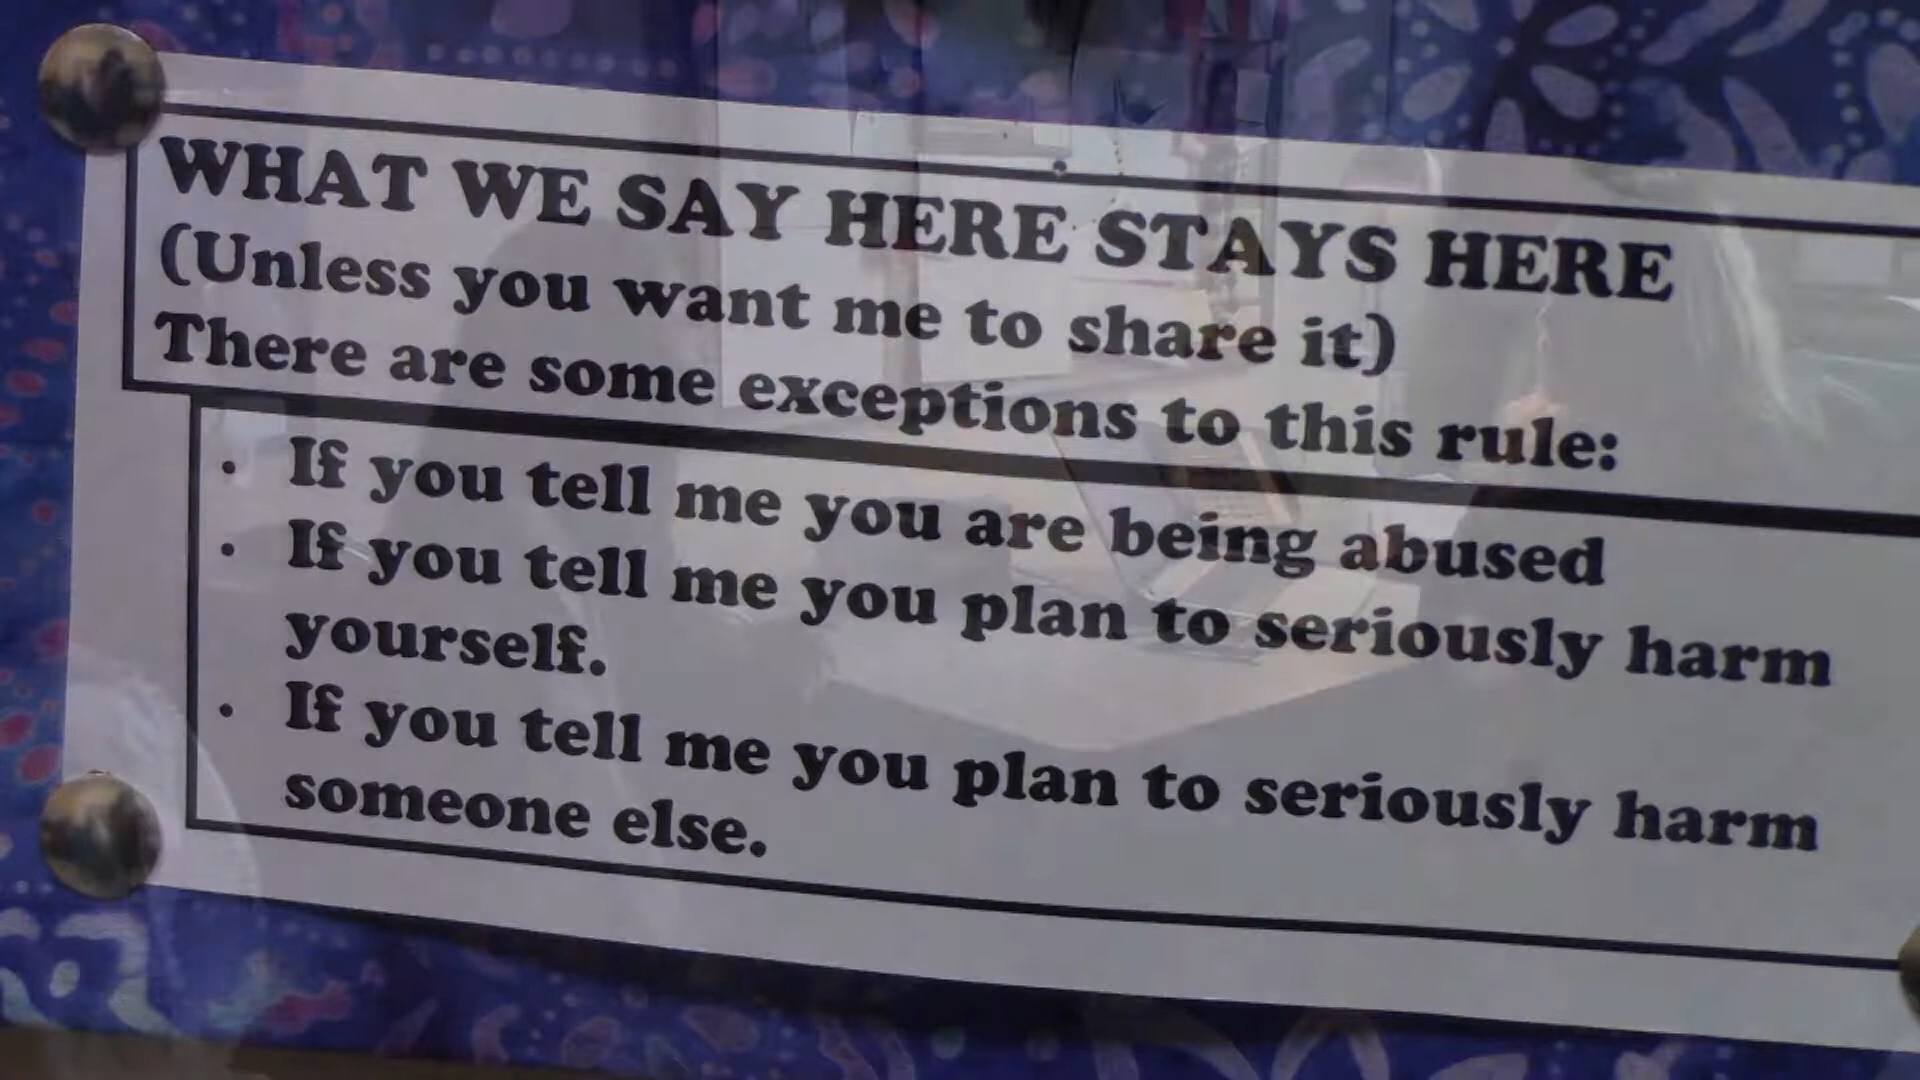 WHAT WE SAY HERE STAYS HERE
(Unless you want me to share it)
There are some exceptions to this rule:
• If you tell me you are being abused
• If you tell me you plan to seriously harm
yourself.
• If you tell me you plan to seriously harm
someone else.